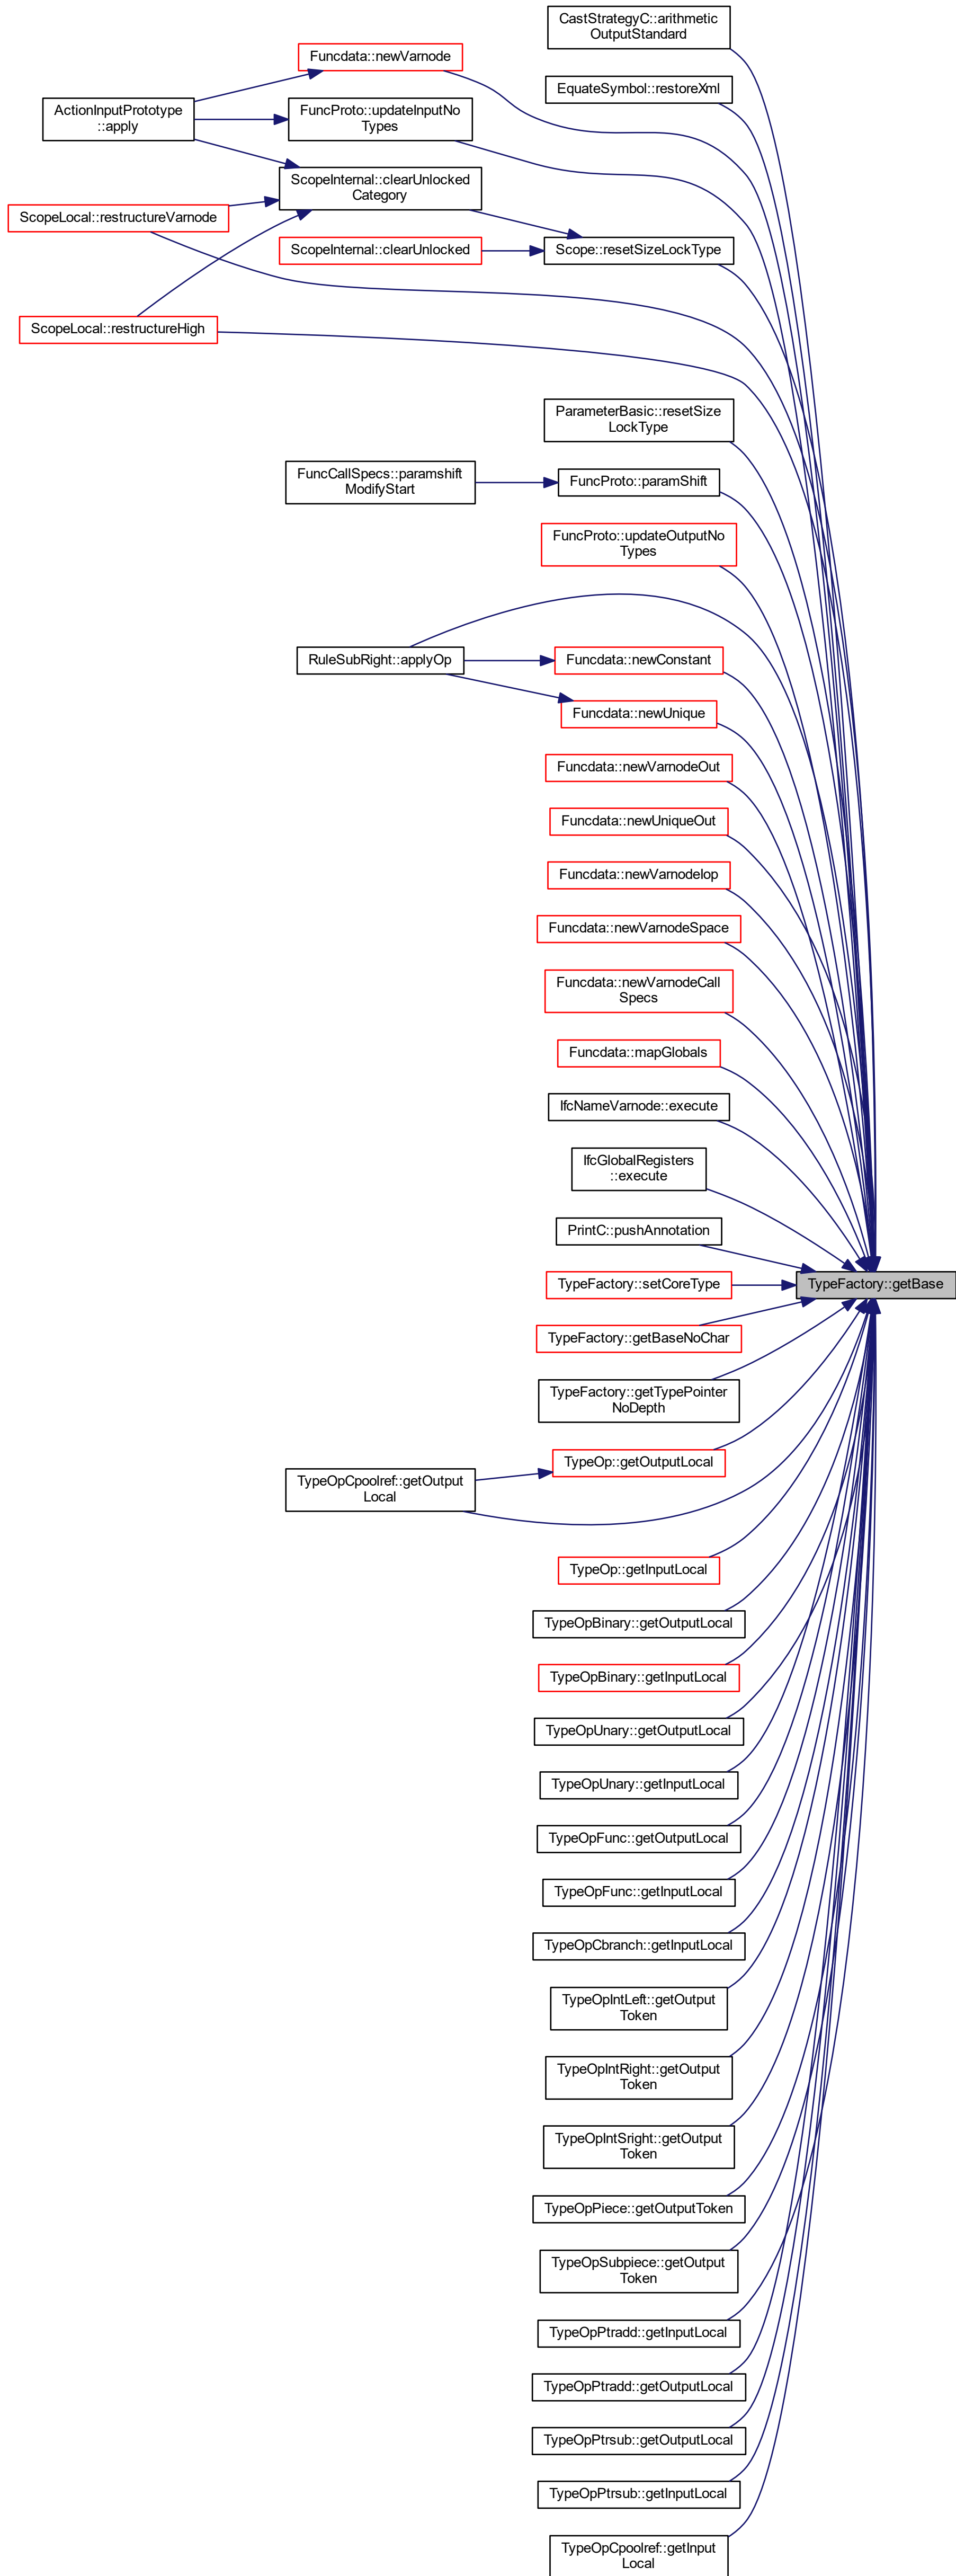 CastStrategyC::arithmetic
OutputStandard
Funcdata::newVarnode
EquateSymbol::restoreXml
ActionInputPrototype
::apply
FuncProto::updateInputNo
Types
ScopeInternal::clearUnlocked
Category
ScopeLocal::restructureVarnode
ScopeInternal::clearUnlocked
Scope::resetSizeLockType
ScopeLocal::restructureHigh
ParameterBasic::resetSize
LockType
FuncCallSpecs::paramshift
ModifyStart
FuncProto::paramShift
FuncProto::updateOutputNo
Types
RuleSubRight::applyOp
Funcdata::newConstant
Funcdata::newUnique
Funcdata::newVarnodeOut
Funcdata::newUniqueOut
Funcdata::newVarnodeIop
Funcdata::newVarnodeSpace
Funcdata::newVarnodeCall
Specs
Funcdata::mapGlobals
IfcNameVarnode::execute
IfcGlobalRegisters
::execute
PrintC::pushAnnotation
TypeFactory::setCoreType
TypeFactory::getBase
TypeFactory::getBaseNoChar
TypeFactory::getTypePointer
NoDepth
TypeOp::getOutputLocal
TypeOpCpoolref::getOutput
Local
TypeOp::getInputLocal
TypeOpBinary::getOutputLocal
TypeOpBinary::getInputLocal
TypeOpUnary::getOutputLocal
TypeOpUnary::getInputLocal
TypeOpFunc::getOutputLocal
TypeOpFunc::getInputLocal
TypeOpCbranch::getInputLocal
TypeOpIntLeft::getOutput
Token
TypeOpIntRight::getOutput
Token
TypeOpIntSright::getOutput
Token
TypeOpPiece::getOutputToken
TypeOpSubpiece::getOutput
Token
TypeOpPtradd::getInputLocal
TypeOpPtradd::getOutputLocal
TypeOpPtrsub::getOutputLocal
TypeOpPtrsub::getInputLocal
TypeOpCpoolref::getInput
Local